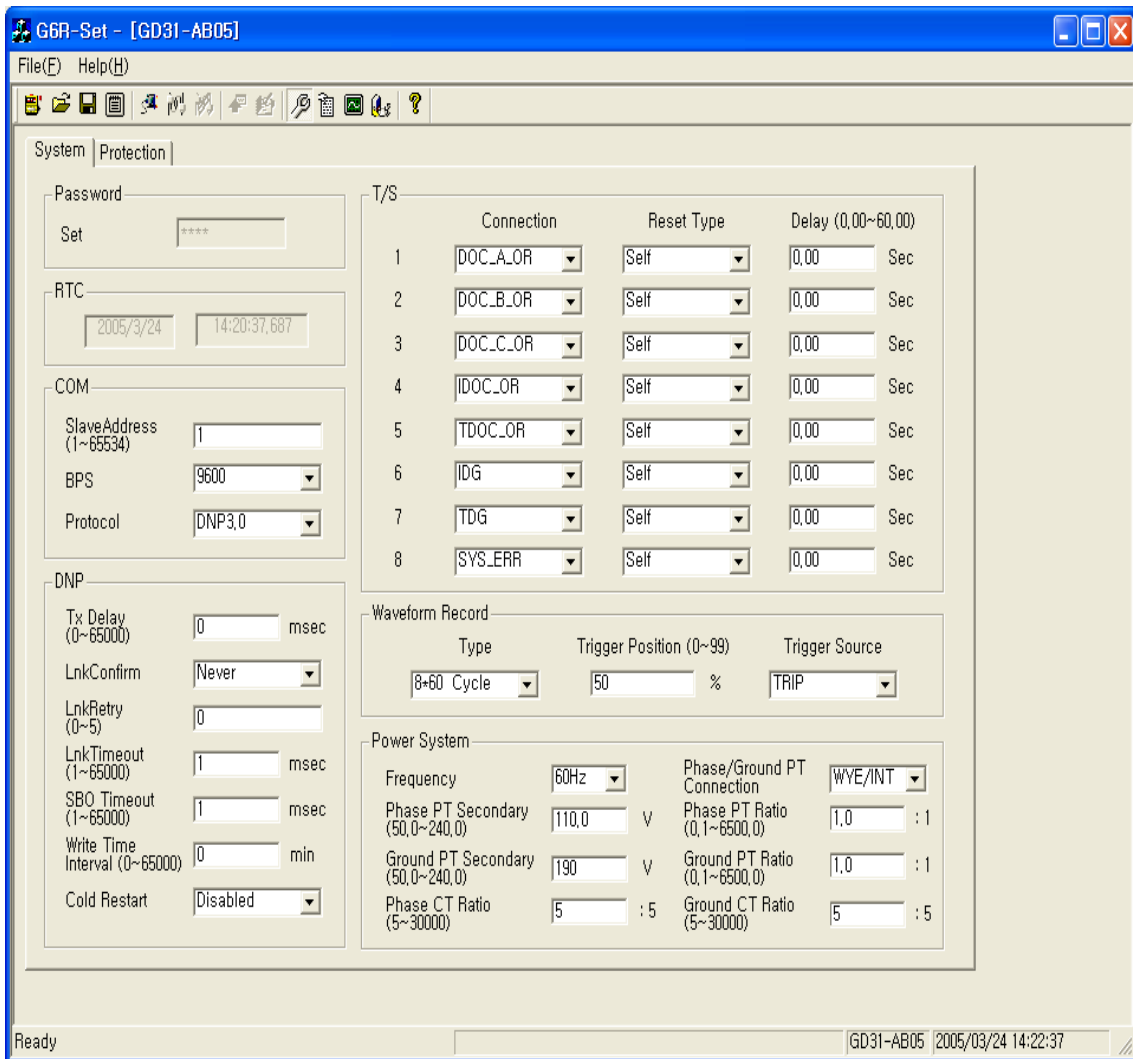 G6R-Set - [GD31-AB05]
File(F) Help(H)
System Protection
Password
Set ****
RTC
2005/3/24 14:20:37,687
COM
SlaveAddress
(1~65534) 1
BPS 9600
Protocol DNP3,0
DNP
Tx Delay
(0~65000) 0 msec
LnkConfirm Never
LnkRetry
(0~5) 0
LnkTimeout
(1~65000) 1 msec
SBO Timeout
(1~65000) 1 msec
Write Time
Interval (0~65000) 0 min
Cold Restart Disabled
T/S
Connection Reset Type Delay (0,00~60,00)
1 DOC_A_OR Self 0,00 Sec
2 DOC_B_OR Self 0,00 Sec
3 DOC_C_OR Self 0,00 Sec
4 IDOC_OR Self 0,00 Sec
5 TDOC_OR Self 0,00 Sec
6 IDG Self 0,00 Sec
7 TDG Self 0,00 Sec
8 SYS_ERR Self 0,00 Sec
Waveform Record
Type Trigger Position (0~99) Trigger Source
8*60 Cycle 50 % TRIP
Power System
Frequency 60Hz
Phase/Ground PT
Connection WYE/INT
Phase PT Secondary
(50,0~240,0) 110,0 V
Phase PT Ratio
(0,1~6500,0) 1,0 : 1
Ground PT Secondary
(50,0~240,0) 190 V
Ground PT Ratio
(0,1~6500,0) 1,0 : 1
Phase CT Ratio
(5~30000) 5 : 5
Ground CT Ratio
(5~30000) 5 : 5
Ready GD31-AB05 2005/03/24 14:22:37